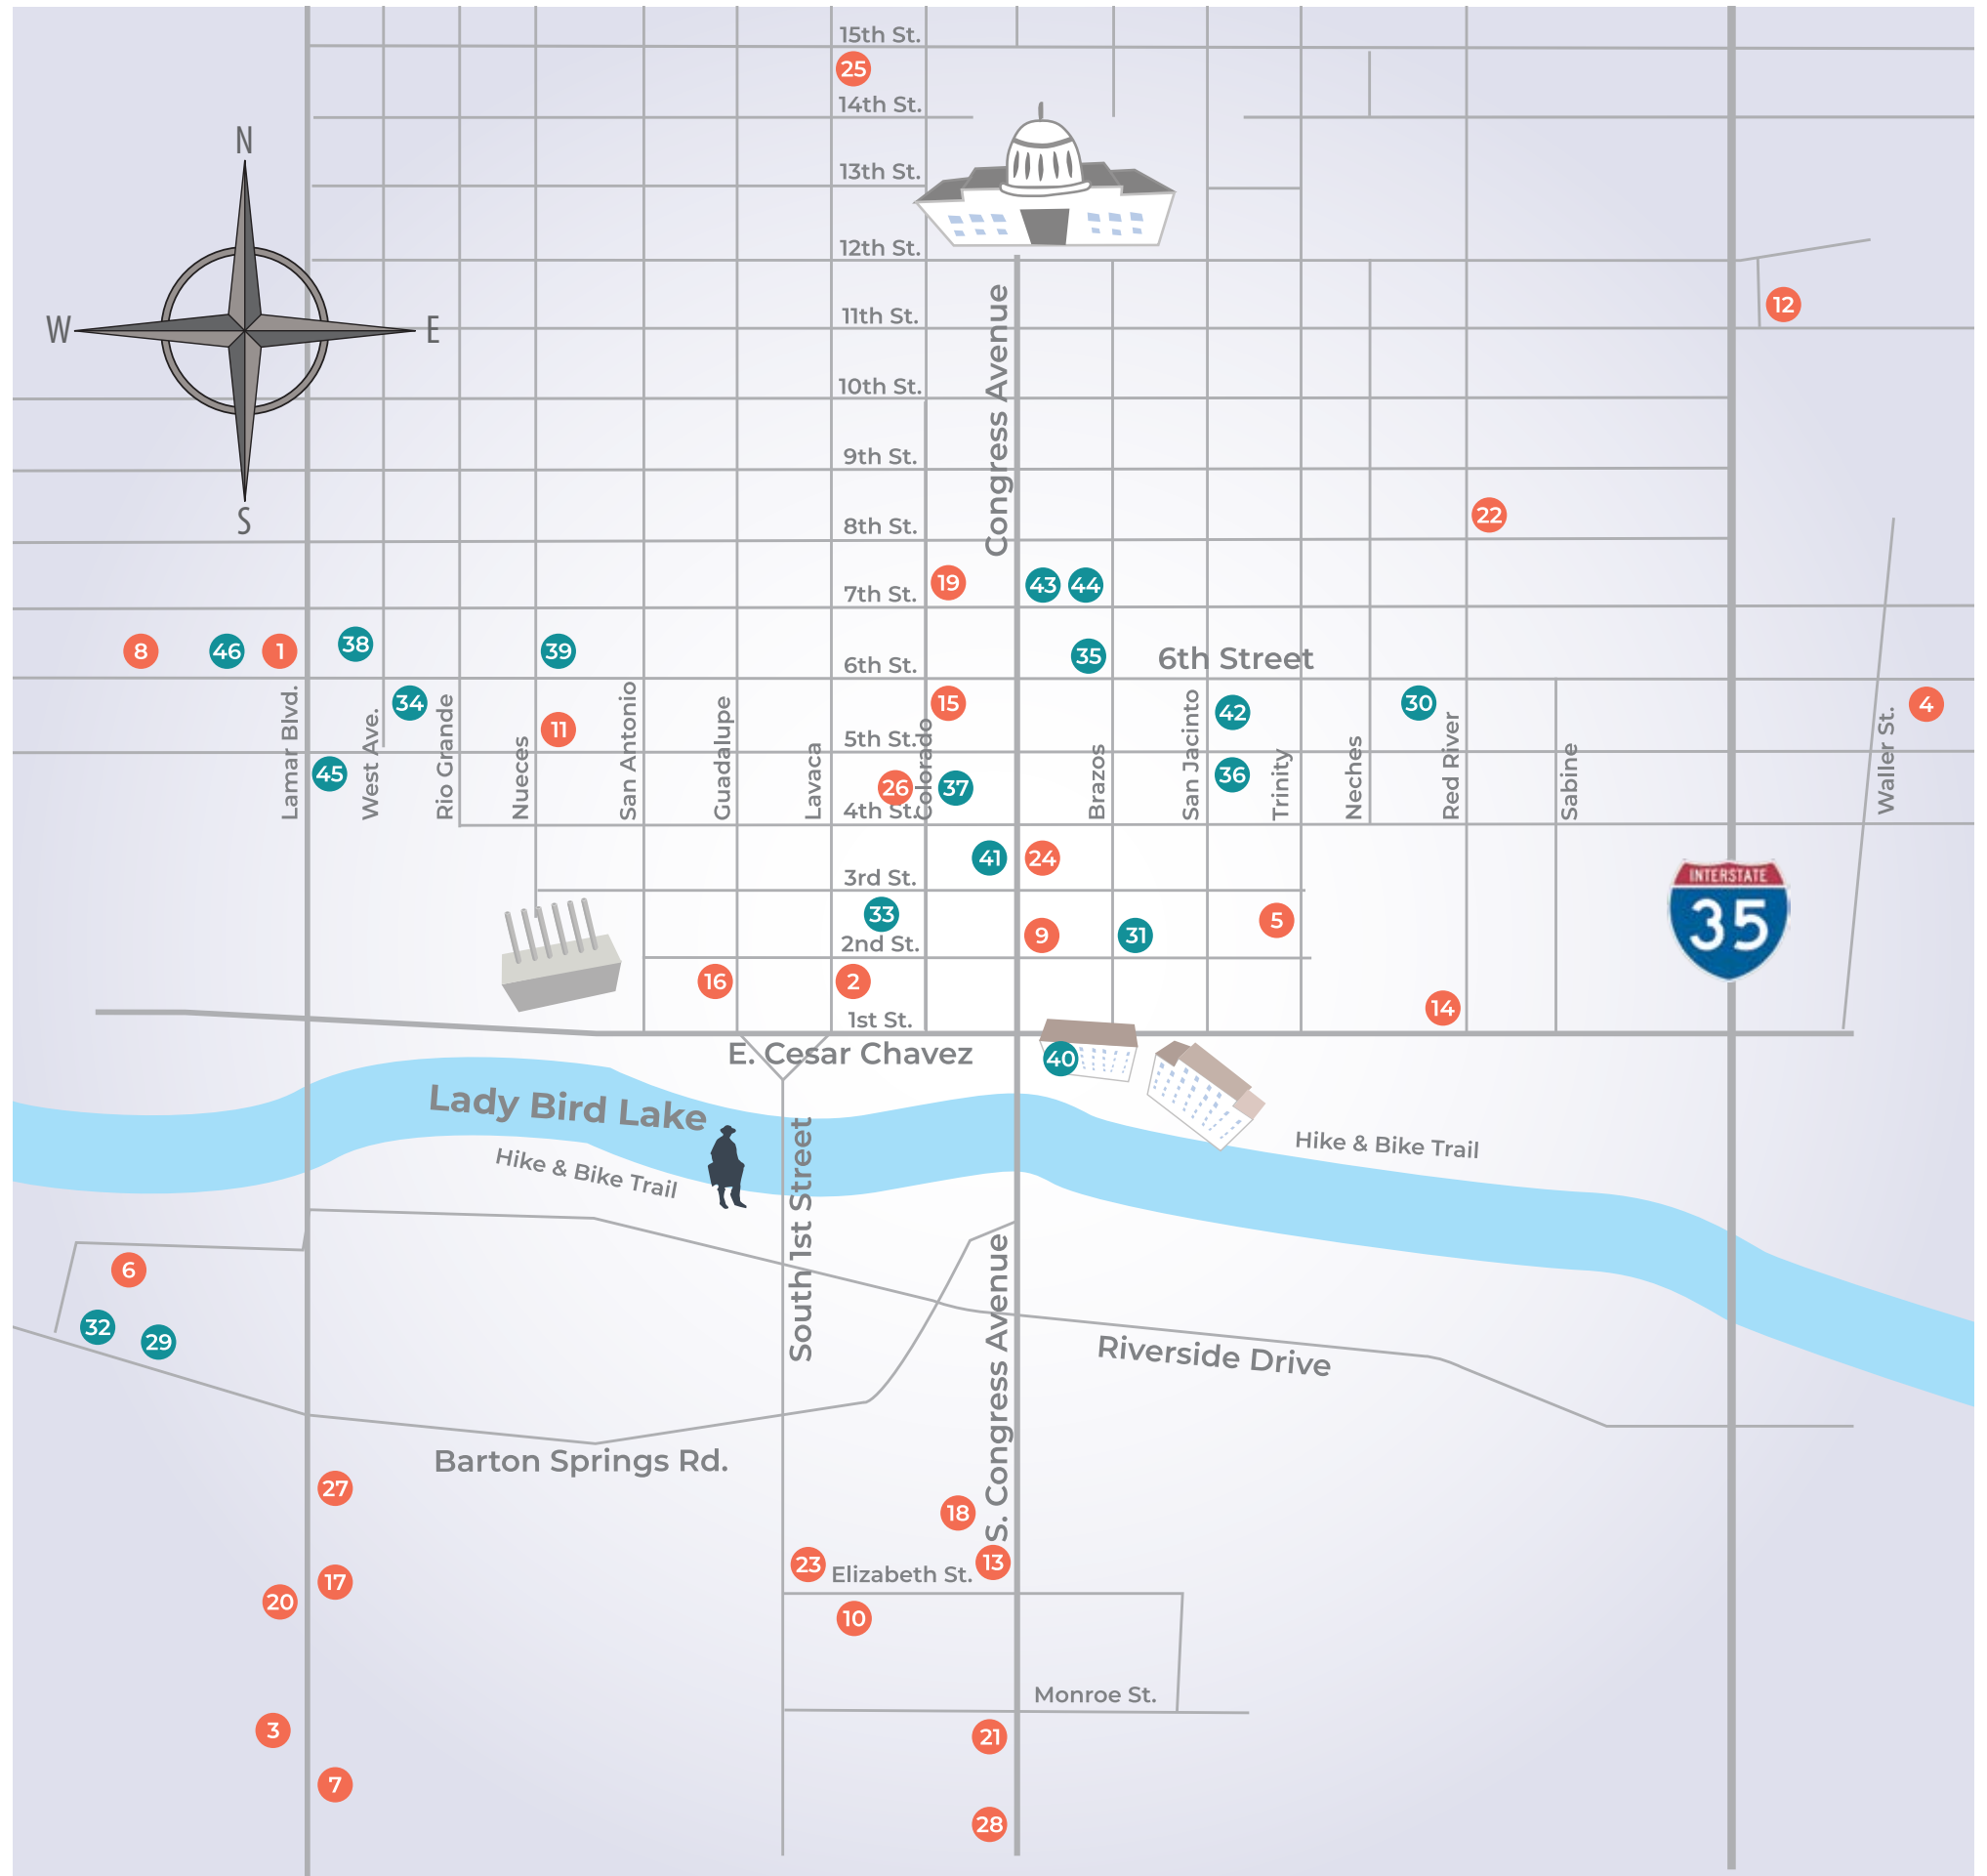 15th St.
25
14th St.
N
13th St.
12th St.
12
11th St.
W
E
Congress Avenue
10th St.
9th St.
S
8th St.
22
19
43
44
7th St.
8
46
1
38
39
6th St.
35
6th Street
34
15
42
30
4
11
5th St.
45
26
37
36
4th St.
Lamar Blvd.
West Ave.
Rio Grande
Nueces
San Antonio
Guadalupe
Lavaca
Colorado
Brazos
San Jacinto
Trinity
Neches
Red River
Sabine
Waller St.
41
24
3rd St.
INTERSTATE
35
33
9
31
5
2nd St.
16
2
14
1st St.
E. Cesar Chavez
40
Lady Bird Lake
Hike & Bike Trail
Hike & Bike Trail
South 1st Street
6
32
29
S. Congress Avenue
Riverside Drive
Barton Springs Rd.
27
18
23
Elizabeth St.
13
17
20
10
Monroe St.
3
21
7
28